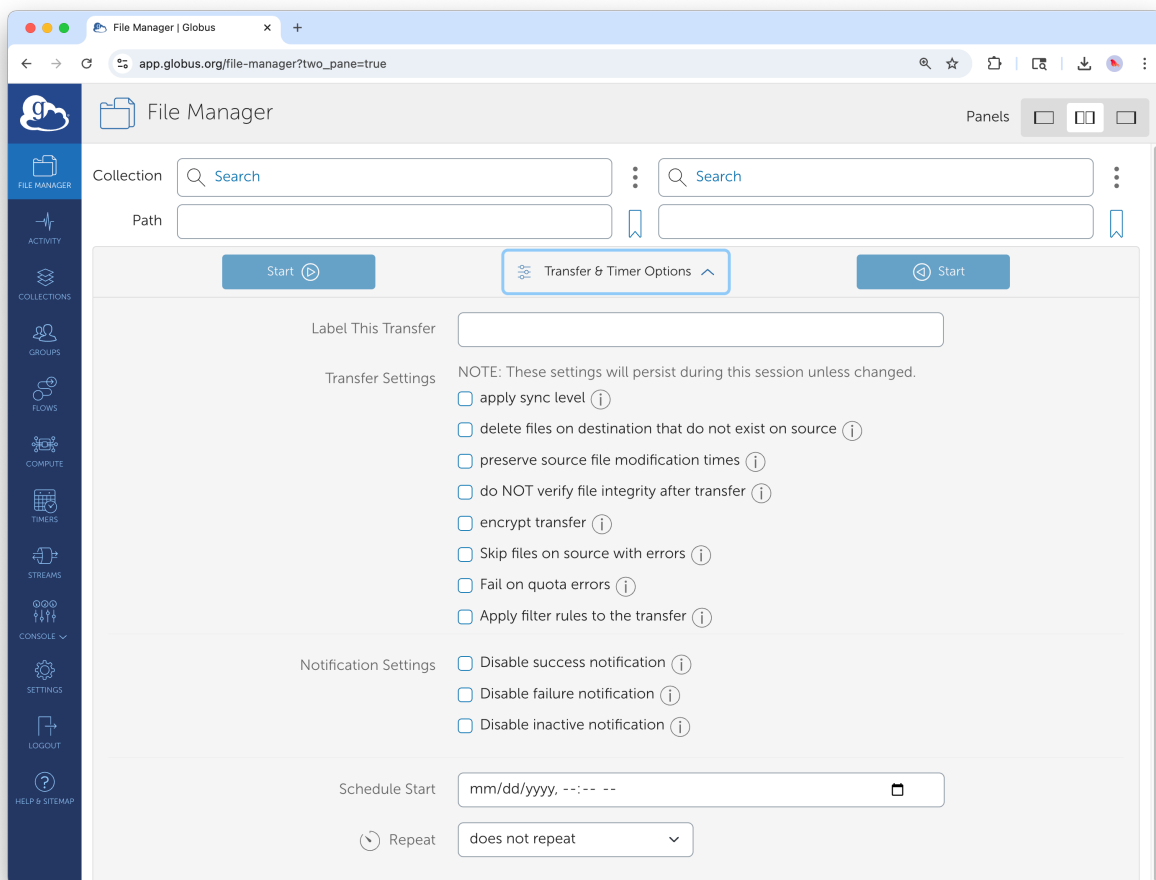 File Manager | Globus
app.globus.org/file-manager?two_pane=true
g
File Manager
Panels
FILE MANAGER
ACTIVITY
COLLECTIONS
GROUPS
FLOWS
COMPUTE
TIMERS
STREAMS
CONSOLE
SETTINGS
LOGOUT
HELP & SITEMAP
Collection Search Search
Path
Start Transfer & Timer Options Start
Label This Transfer
Transfer Settings NOTE: These settings will persist during this session unless changed.
apply sync level
delete files on destination that do not exist on source
preserve source file modification times
do NOT verify file integrity after transfer
encrypt transfer
Skip files on source with errors
Fail on quota errors
Apply filter rules to the transfer
Notification Settings Disable success notification
Disable failure notification
Disable inactive notification
Schedule Start mm/dd/yyyy, --:-- --
Repeat does not repeat